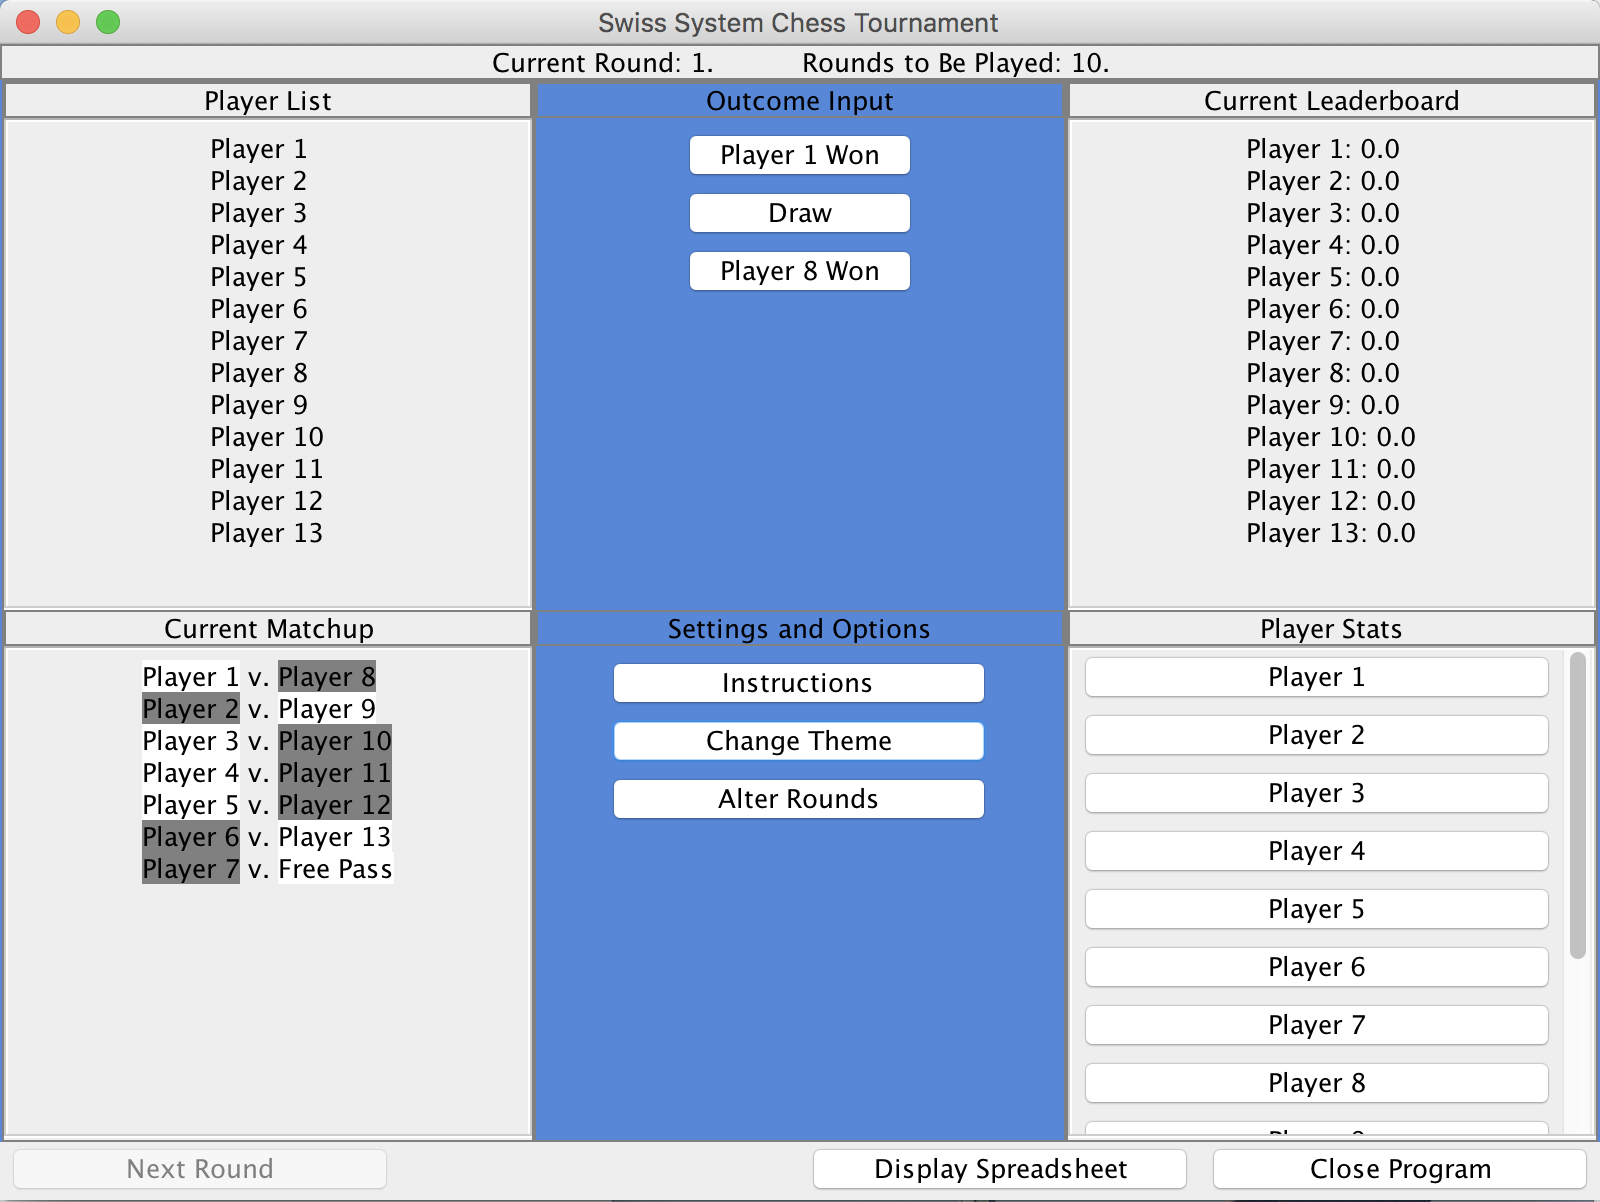 Swiss System Chess Tournament
Current Round: 1. Rounds to Be Played: 10.
Player List
Player 1
Player 2
Player 3
Player 4
Player 5
Player 6
Player 7
Player 8
Player 9
Player 10
Player 11
Player 12
Player 13
Outcome Input
Player 1 Won
Draw
Player 8 Won
Current Leaderboard
Player 1: 0.0
Player 2: 0.0
Player 3: 0.0
Player 4: 0.0
Player 5: 0.0
Player 6: 0.0
Player 7: 0.0
Player 8: 0.0
Player 9: 0.0
Player 10: 0.0
Player 11: 0.0
Player 12: 0.0
Player 13: 0.0
Current Matchup
Player 1 v. Player 8
Player 2 v. Player 9
Player 3 v. Player 10
Player 4 v. Player 11
Player 5 v. Player 12
Player 6 v. Player 13
Player 7 v. Free Pass
Settings and Options
Instructions
Change Theme
Alter Rounds
Player Stats
Player 1
Player 2
Player 3
Player 4
Player 5
Player 6
Player 7
Player 8
Next Round
Display Spreadsheet
Close Program